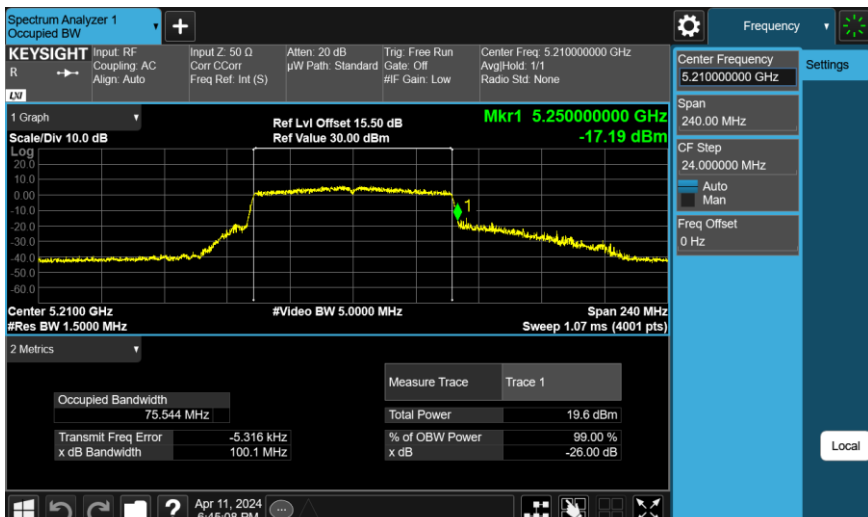 Spectrum Analyzer 1
Occupied BW
+
Frequency
KEYSIGHT
R
LXI
Input: RF
Coupling: AC
Align: Auto
Input Z: 50 Ω
Corr CCorr
Freq Ref: Int (S)
Atten: 20 dB
µW Path: Standard
Trig: Free Run
Gate: Off
#IF Gain: Low
Center Freq: 5.210000000 GHz
Avg|Hold: 1/1
Radio Std: None
Center Frequency
5.210000000 GHz
Settings
Span
240.00 MHz
CF Step
24.000000 MHz
Auto
Man
Freq Offset
0 Hz
Local
1 Graph
Scale/Div 10.0 dB
Ref Lvl Offset 15.50 dB
Ref Value 30.00 dBm
Mkr1 5.250000000 GHz
-17.19 dBm
Log
20.0
10.0
0.00
-10.0
-20.0
-30.0
-40.0
-50.0
-60.0
1
Center 5.2100 GHz
#Video BW 5.0000 MHz
Span 240 MHz
#Res BW 1.5000 MHz
Sweep 1.07 ms (4001 pts)
2 Metrics
Measure Trace
Trace 1
Occupied Bandwidth
75.544 MHz
Total Power
19.6 dBm
Transmit Freq Error
-5.316 kHz
% of OBW Power
99.00 %
x dB Bandwidth
100.1 MHz
x dB
-26.00 dB
?
Apr 11, 2024
6:45:08 PM